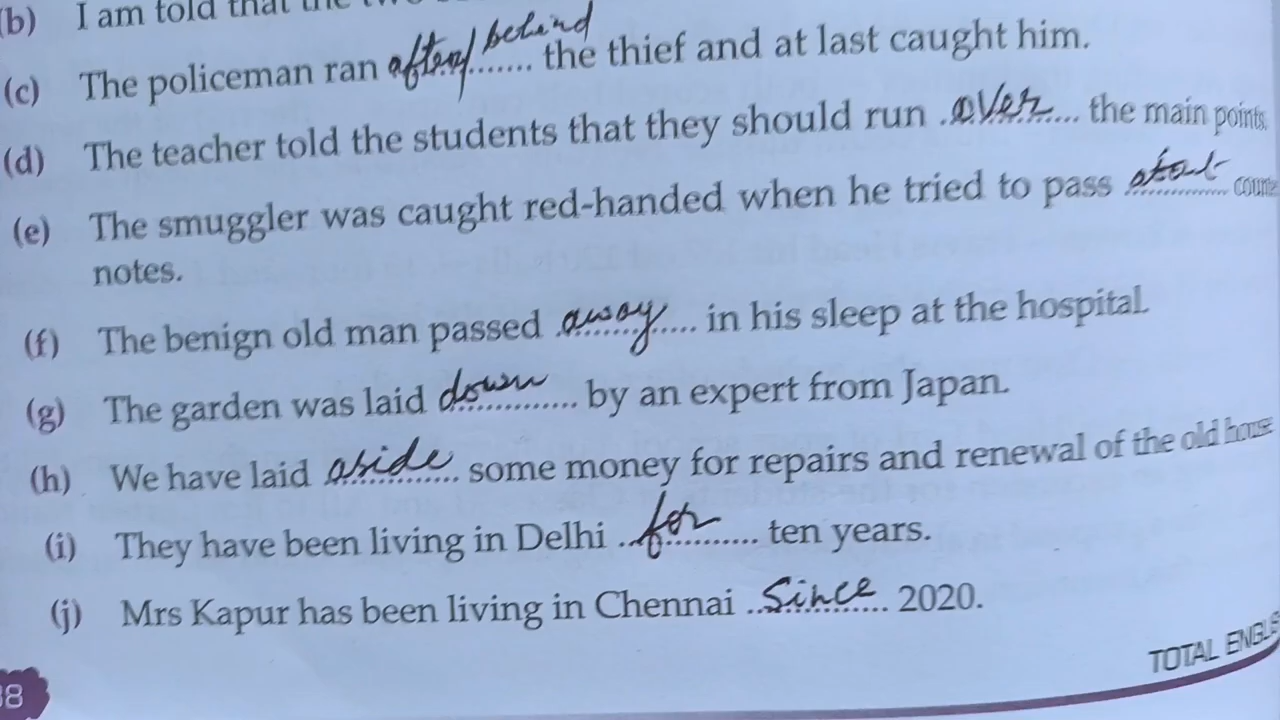 (b) I am told that the two
(c) The policeman ran after/behind the thief and at last caught him.
(d) The teacher told the students that they should run over the main points.
(e) The smuggler was caught red-handed when he tried to pass
notes.
(f) The benign old man passed away in his sleep at the hospital.
(g) The garden was laid down by an expert from Japan.
(h) We have laid aside some money for repairs and renewal of the old house
(i) They have been living in Delhi for ten years.
(j) Mrs Kapur has been living in Chennai Since 2020.
TOTAL